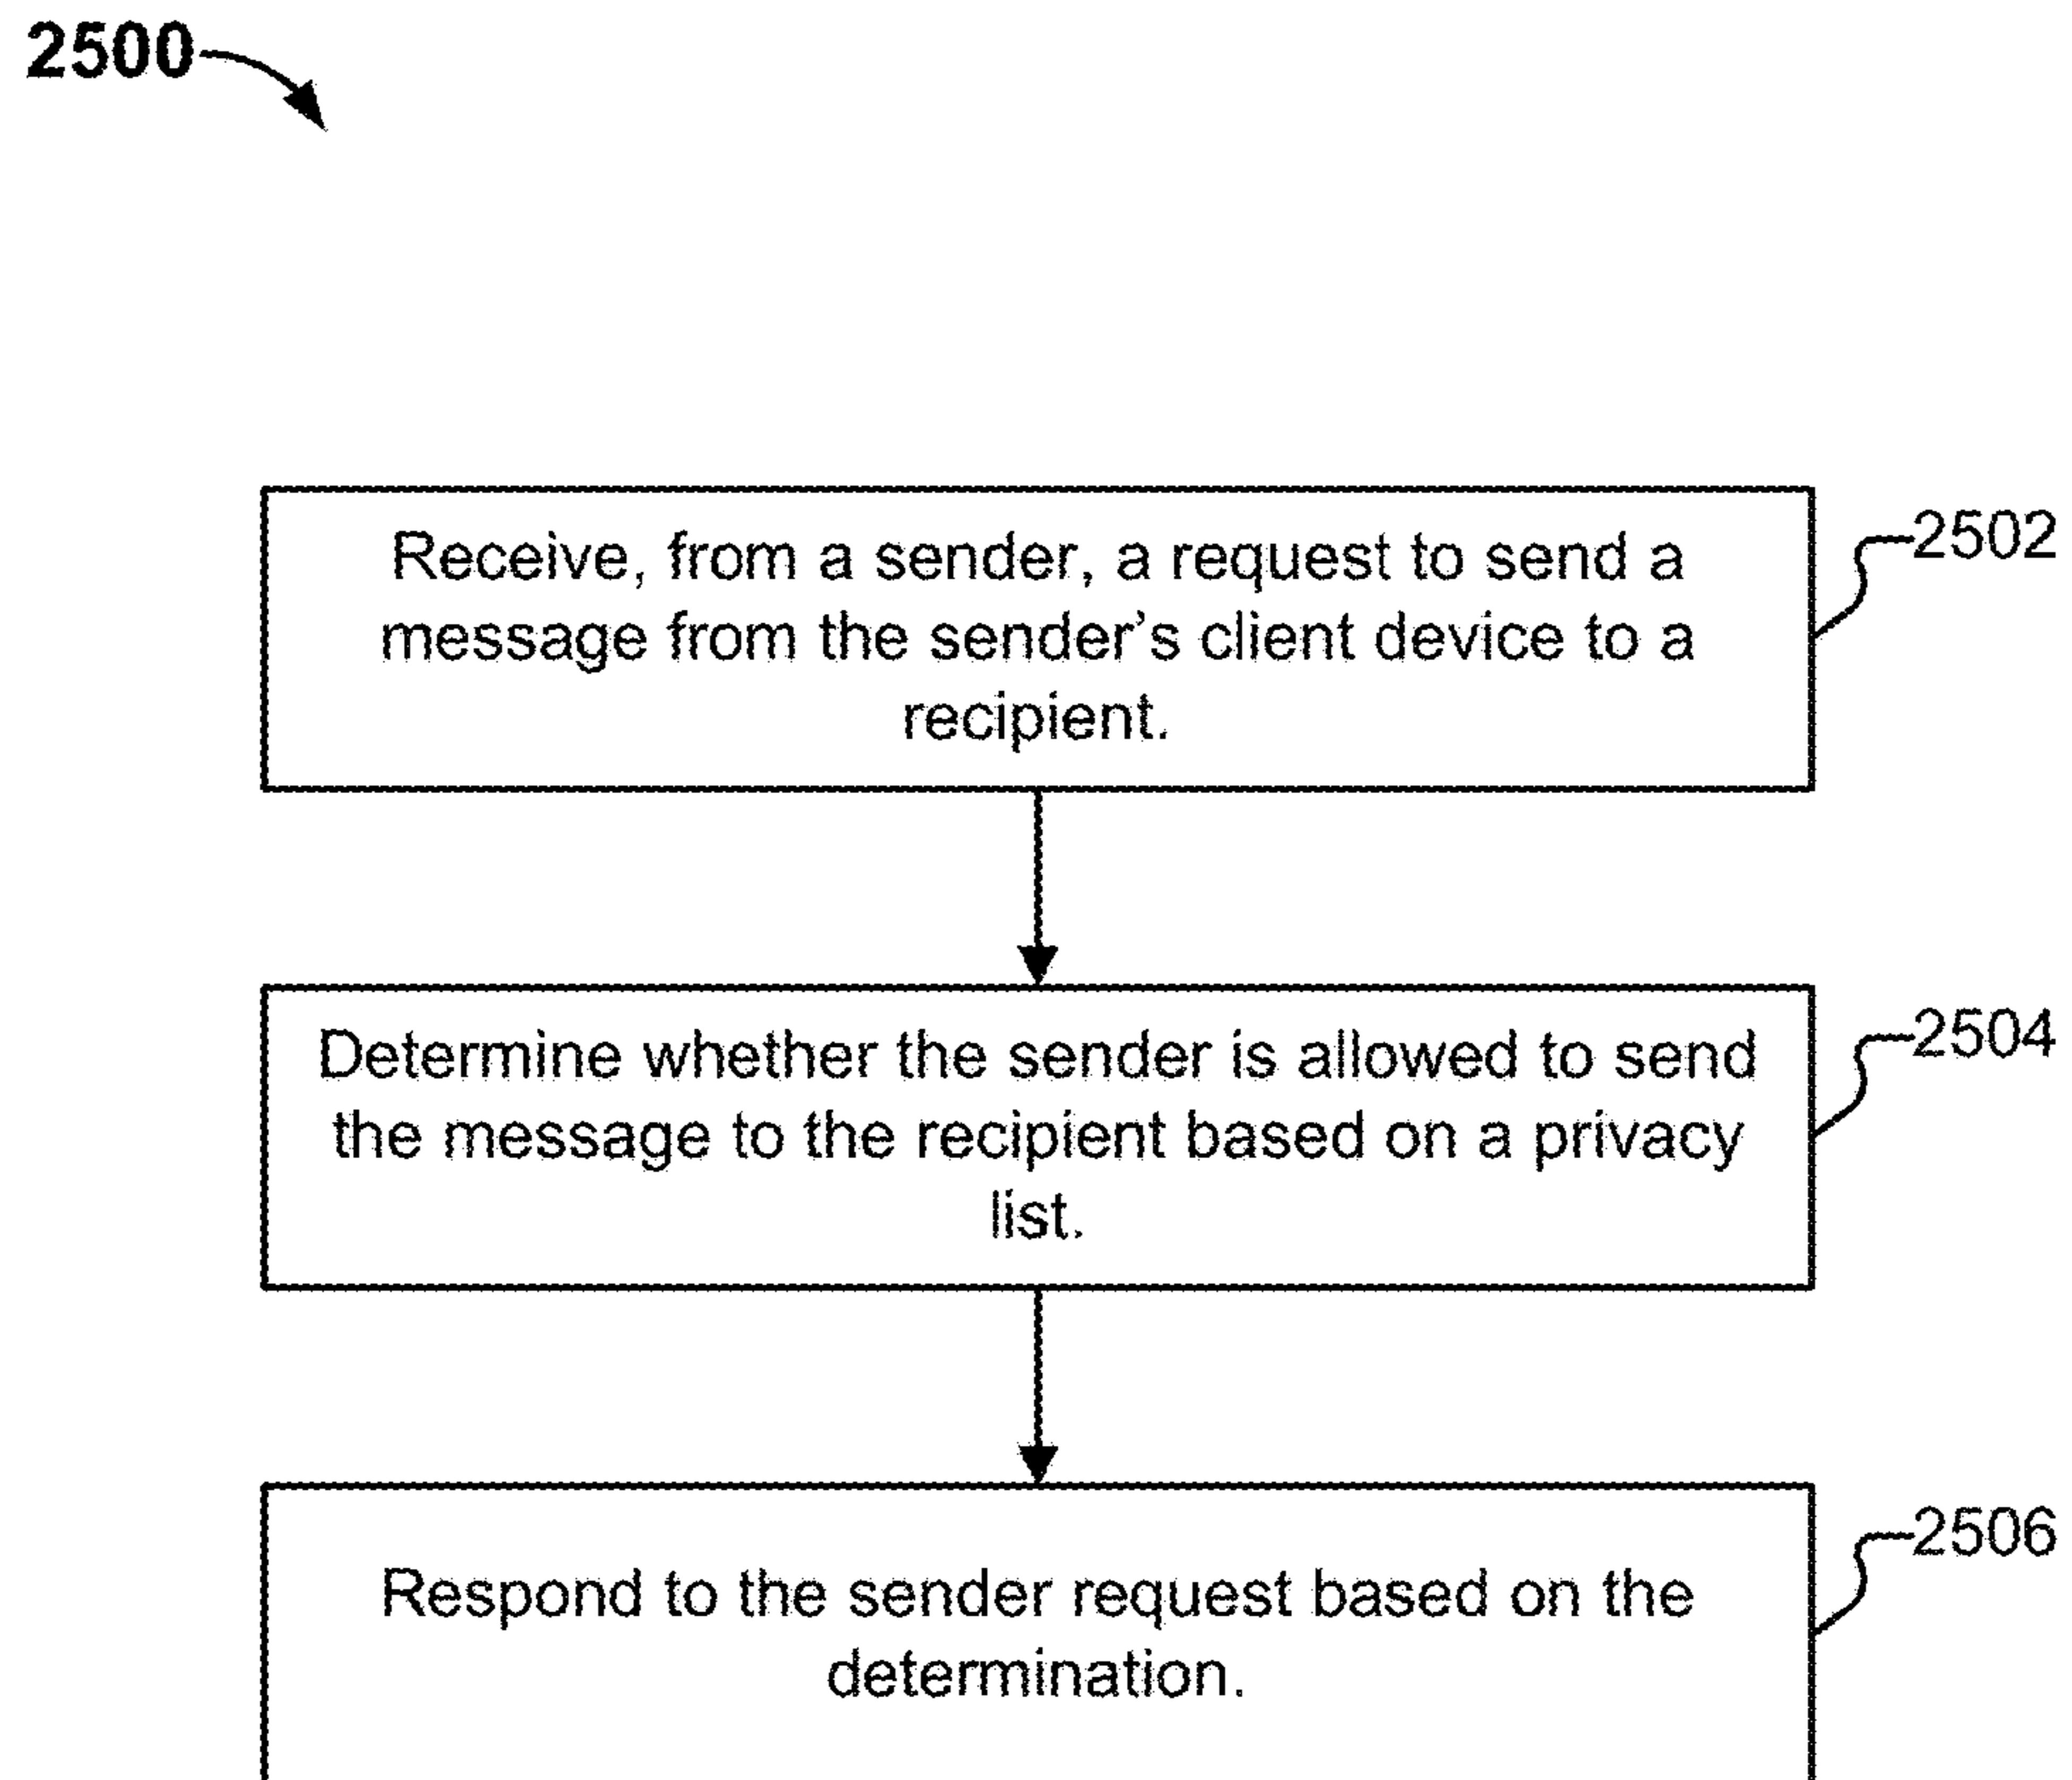 2500
Receive, from a sender, a request to send a
message from the sender’s client device to a
recipient.
2502
Determine whether the sender is allowed to send
the message to the recipient based on a privacy
list.
2504
Respond to the sender request based on the
determination.
2506